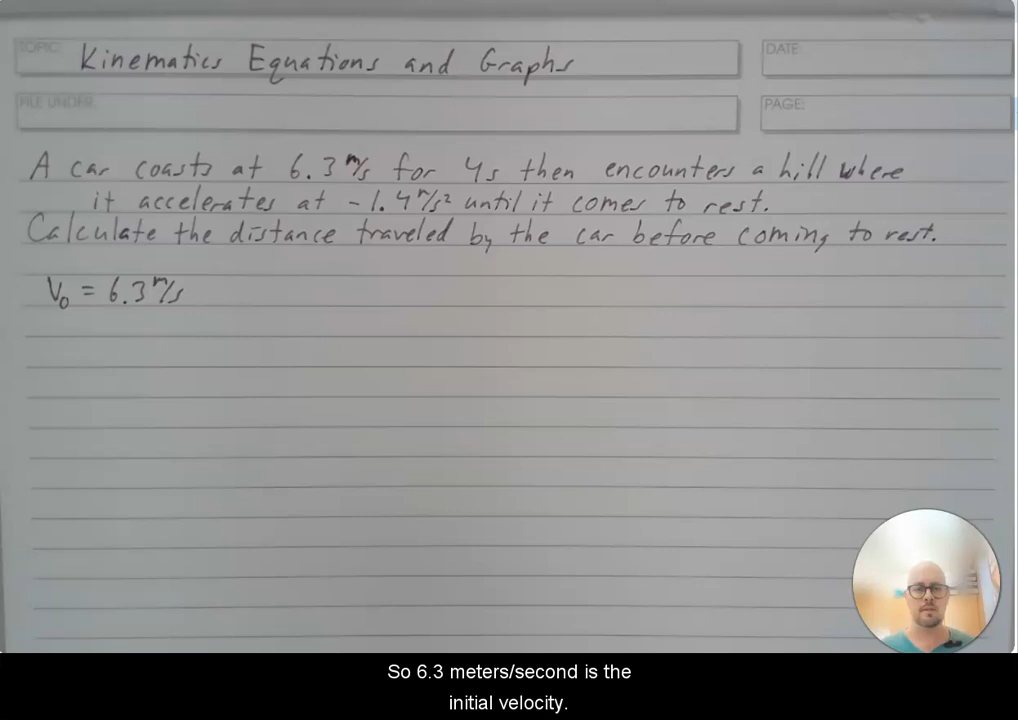 TOPIC: Kinematics Equations and Graphs
DATE:
FILE UNDER:
PAGE:
A car coasts at 6.3 m/s for 4s then encounters a hill where
it accelerates at -1.4 m/s² until it comes to rest.
Calculate the distance traveled by the car before coming to rest.
V₀ = 6.3 m/s
So 6.3 meters/second is the
initial velocity.